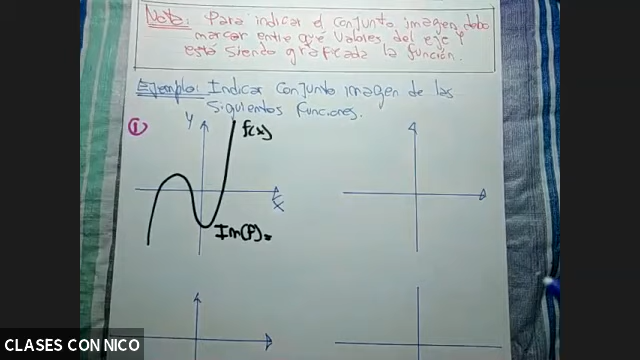 Nota: Para indicar el conjunto imagen, debo
marcar entre que valores del eje Y
está siendo graficada la función.
Ejemplo: Indicar Conjunto imagen de las
siguientes funciones.
①
Y
f(x)
X
Im(f)=
CLASES CON NICO